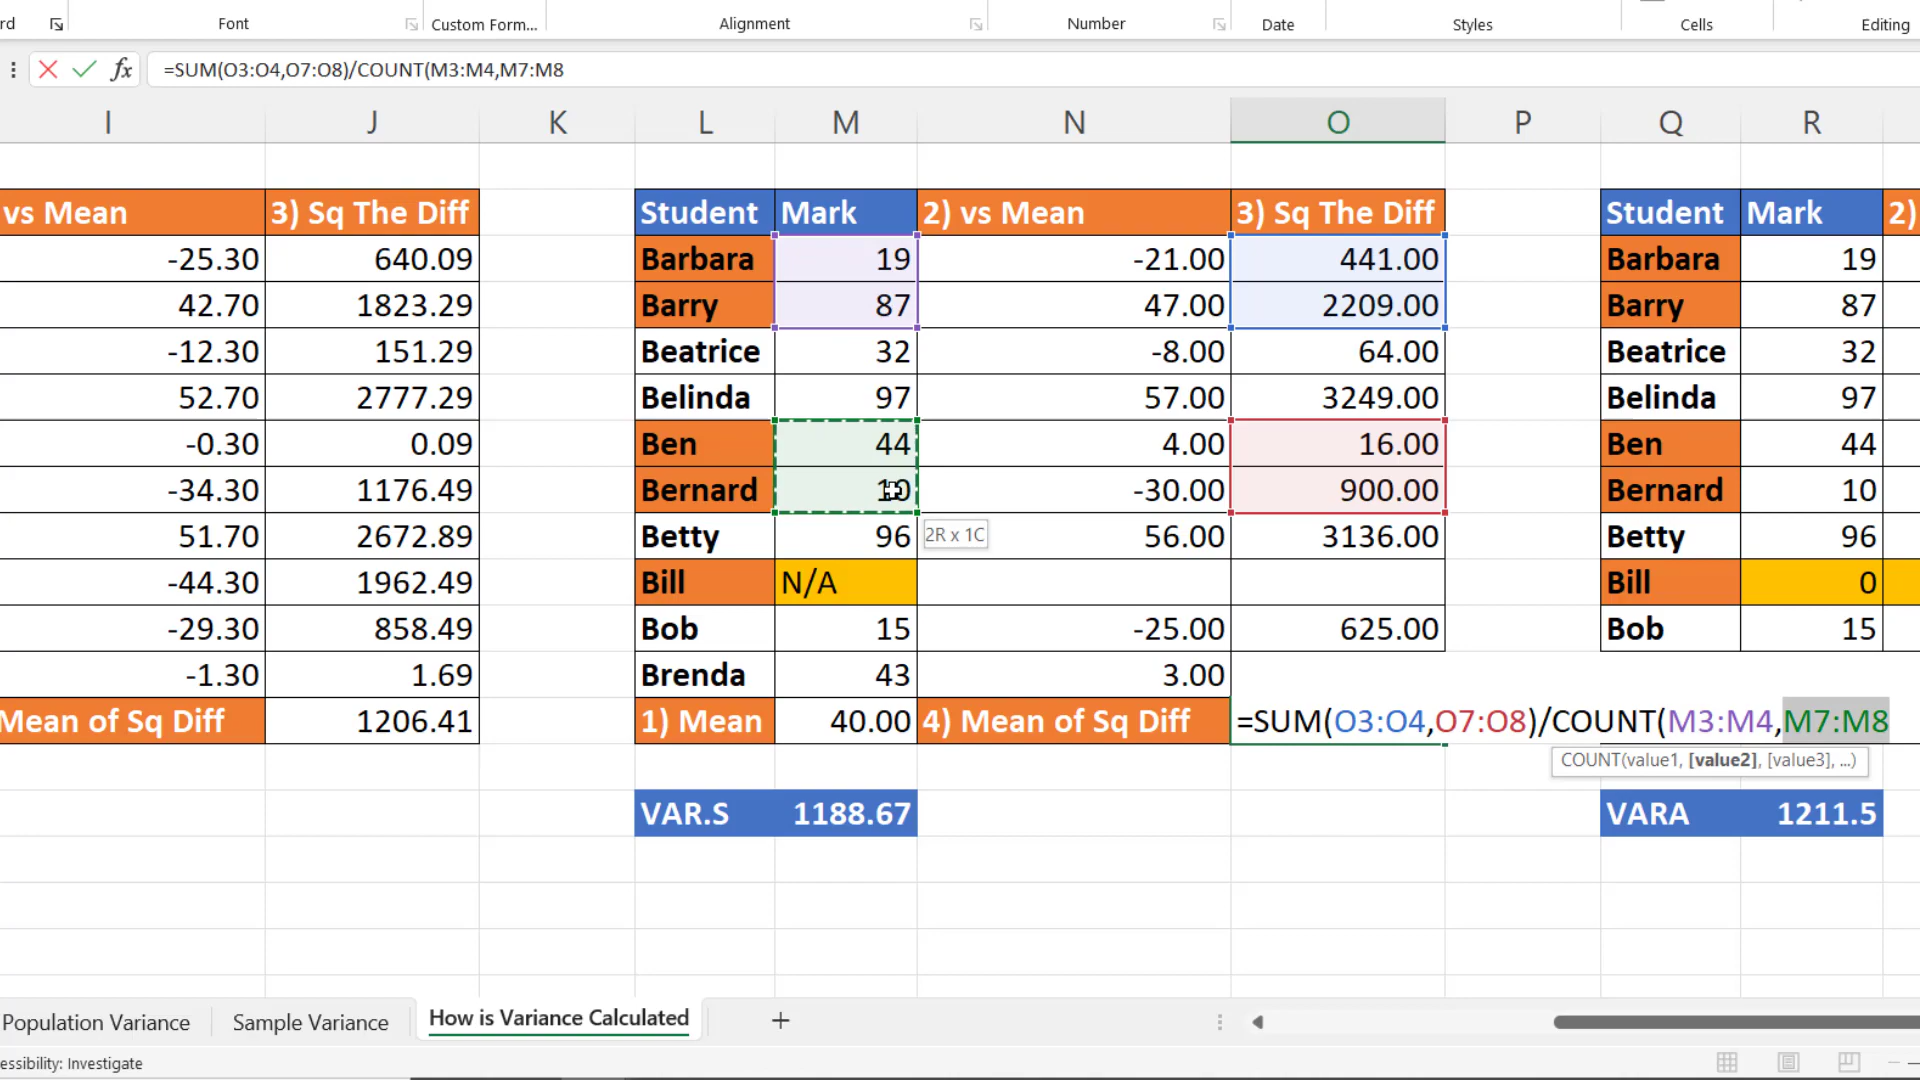 rd Font Custom Form... Alignment Number Date Styles Cells Editing
fx =SUM(O3:O4,O7:O8)/COUNT(M3:M4,M7:M8
I J K L M N O P Q R
vs Mean 3) Sq The Diff Student Mark 2) vs Mean 3) Sq The Diff Student Mark 2)
-25.30 640.09 Barbara 19 -21.00 441.00 Barbara 19
42.70 1823.29 Barry 87 47.00 2209.00 Barry 87
-12.30 151.29 Beatrice 32 -8.00 64.00 Beatrice 32
52.70 2777.29 Belinda 97 57.00 3249.00 Belinda 97
-0.30 0.09 Ben 44 4.00 16.00 Ben 44
-34.30 1176.49 Bernard 10 -30.00 900.00 Bernard 10
51.70 2672.89 Betty 96 2R x 1C 56.00 3136.00 Betty 96
-44.30 1962.49 Bill N/A Bill 0
-29.30 858.49 Bob 15 -25.00 625.00 Bob 15
-1.30 1.69 Brenda 43 3.00
Mean of Sq Diff 1206.41 1) Mean 40.00 4) Mean of Sq Diff =SUM(O3:O4,O7:O8)/COUNT(M3:M4,M7:M8
COUNT(value1, [value2], [value3], ...)
VAR.S 1188.67 VARA 1211.5
Population Variance Sample Variance How is Variance Calculated +
essibility: Investigate